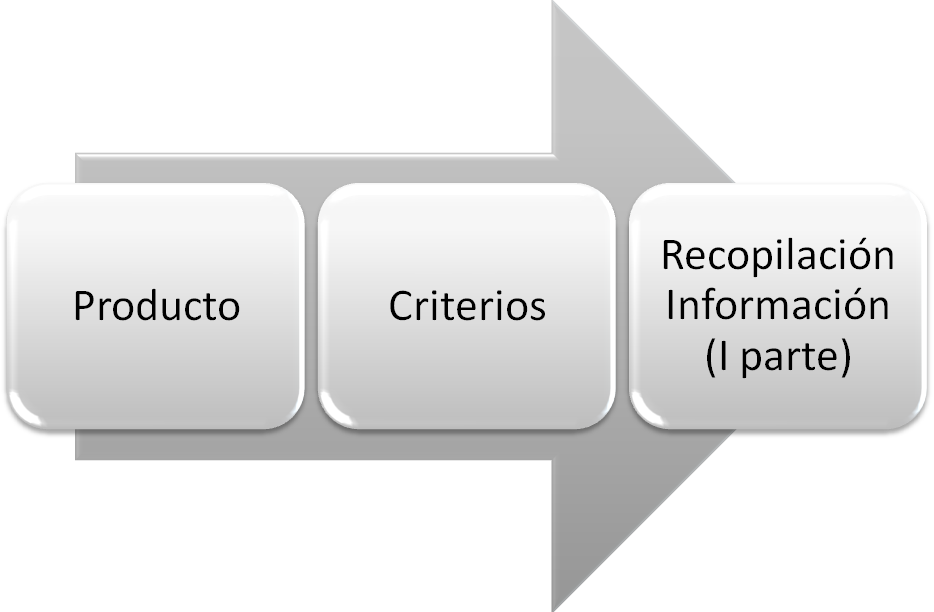 Producto
Criterios
Recopilación
Información
(I parte)